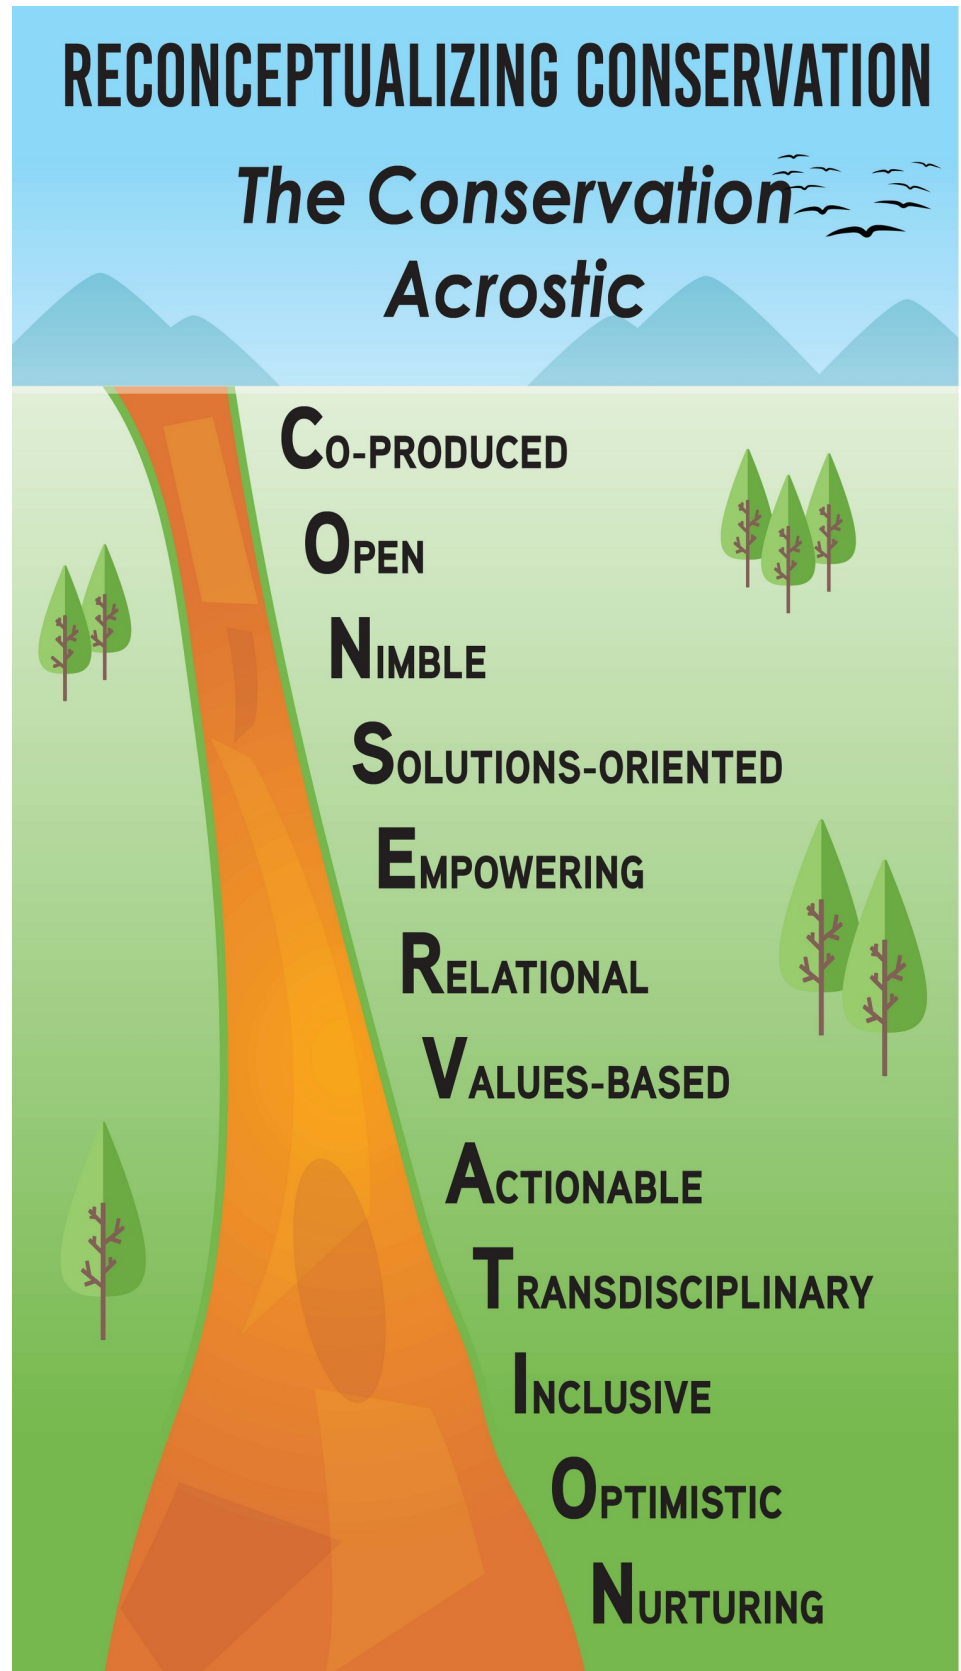 RECONCEPTUALIZING CONSERVATION
The Conservation
Acrostic
CO-PRODUCED
OPEN
NIMBLE
SOLUTIONS-ORIENTED
EMPOWERING
RELATIONAL
VALUES-BASED
ACTIONABLE
TRANSDISCIPLINARY
INCLUSIVE
OPTIMISTIC
NURTURING